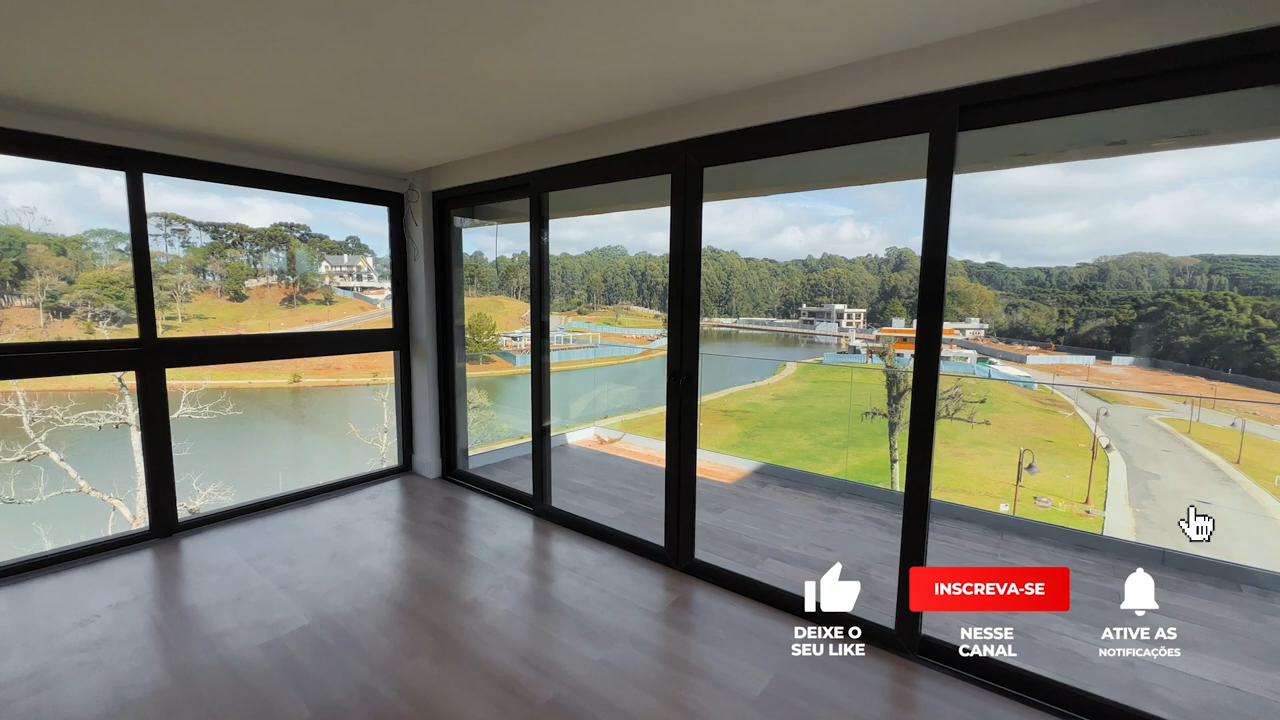 DEIXE O
SEU LIKE
INSCREVA-SE
NESSE
CANAL
ATIVE AS
NOTIFICAÇÕES